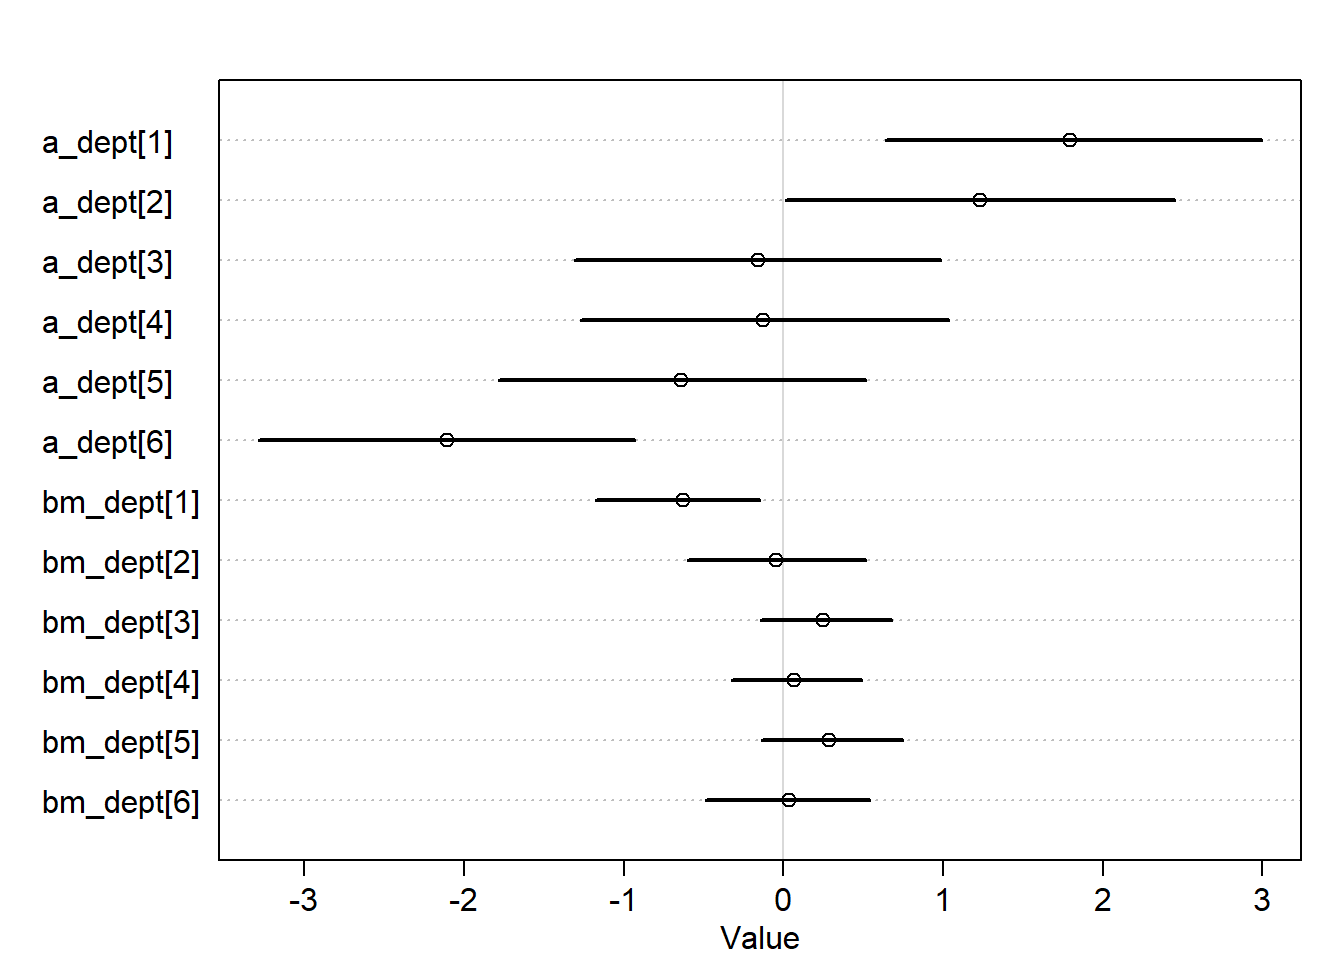 a_dept[1]
a_dept[2]
a_dept[3]
a_dept[4]
a_dept[5]
a_dept[6]
bm_dept[1]
bm_dept[2]
bm_dept[3]
bm_dept[4]
bm_dept[5]
bm_dept[6]
-3 -2 -1 0 1 2 3
Value